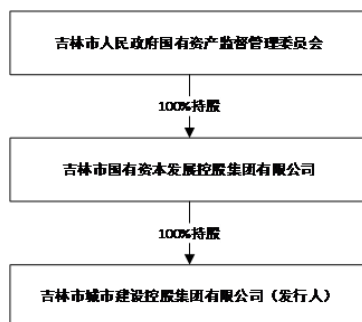 吉林市人民政府国有资产监督管理委员会
100%持股
吉林市国有资本发展控股集团有限公司
100%持股
吉林市城市建设控股集团有限公司（发行人）